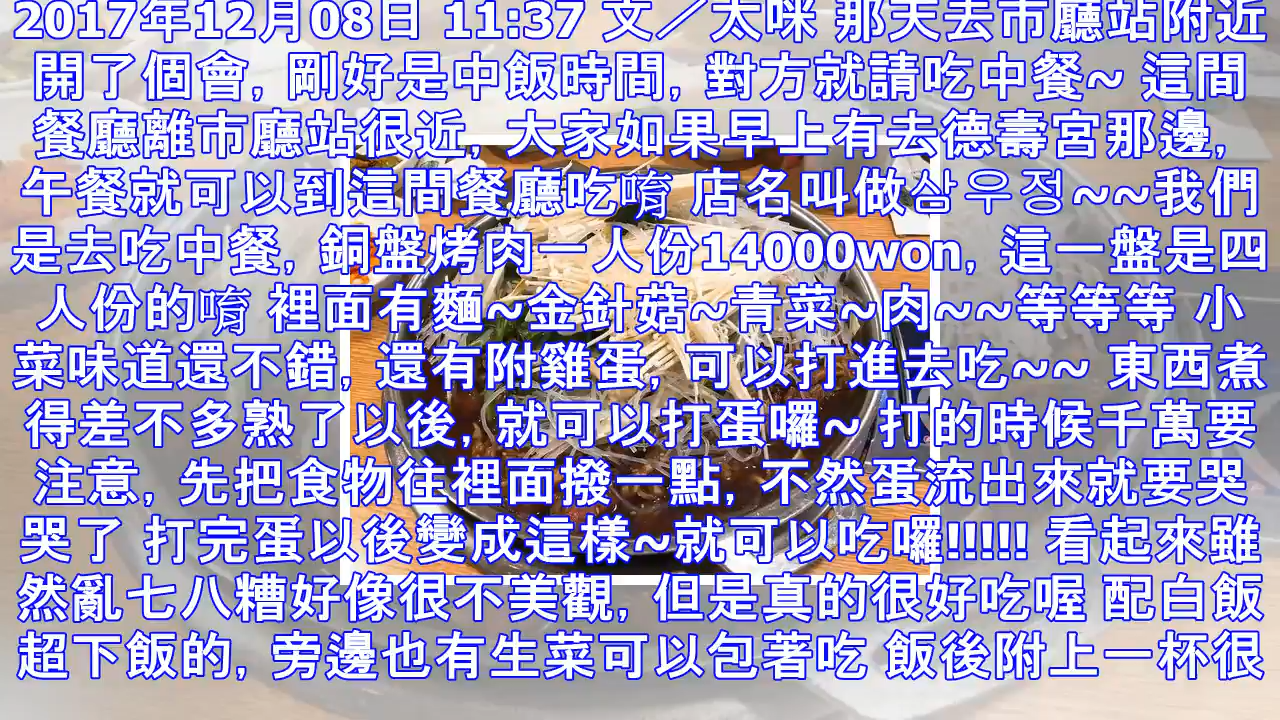 2017年12月08日 11:37 文／太咪 那天去市廳站附近
開了個會, 剛好是中飯時間, 對方就請吃中餐~ 這間
餐廳離市廳站很近, 大家如果早上有去德壽宮那邊,
午餐就可以到這間餐廳吃唷 店名叫做삼우정~~我們
是去吃中餐, 銅盤烤肉一人份14000won, 這一盤是四
人份的唷 裡面有麵~金針菇~青菜~肉~~等等等 小
菜味道還不錯, 還有附雞蛋, 可以打進去吃~~ 東西煮
得差不多熟了以後, 就可以打蛋囉~ 打的時候千萬要
注意, 先把食物往裡面撥一點, 不然蛋流出來就要哭
哭了 打完蛋以後變成這樣~就可以吃囉!!!!! 看起來雖
然亂七八糟好像很不美觀, 但是真的很好吃喔 配白飯
超下飯的, 旁邊也有生菜可以包著吃 飯後附上一杯很